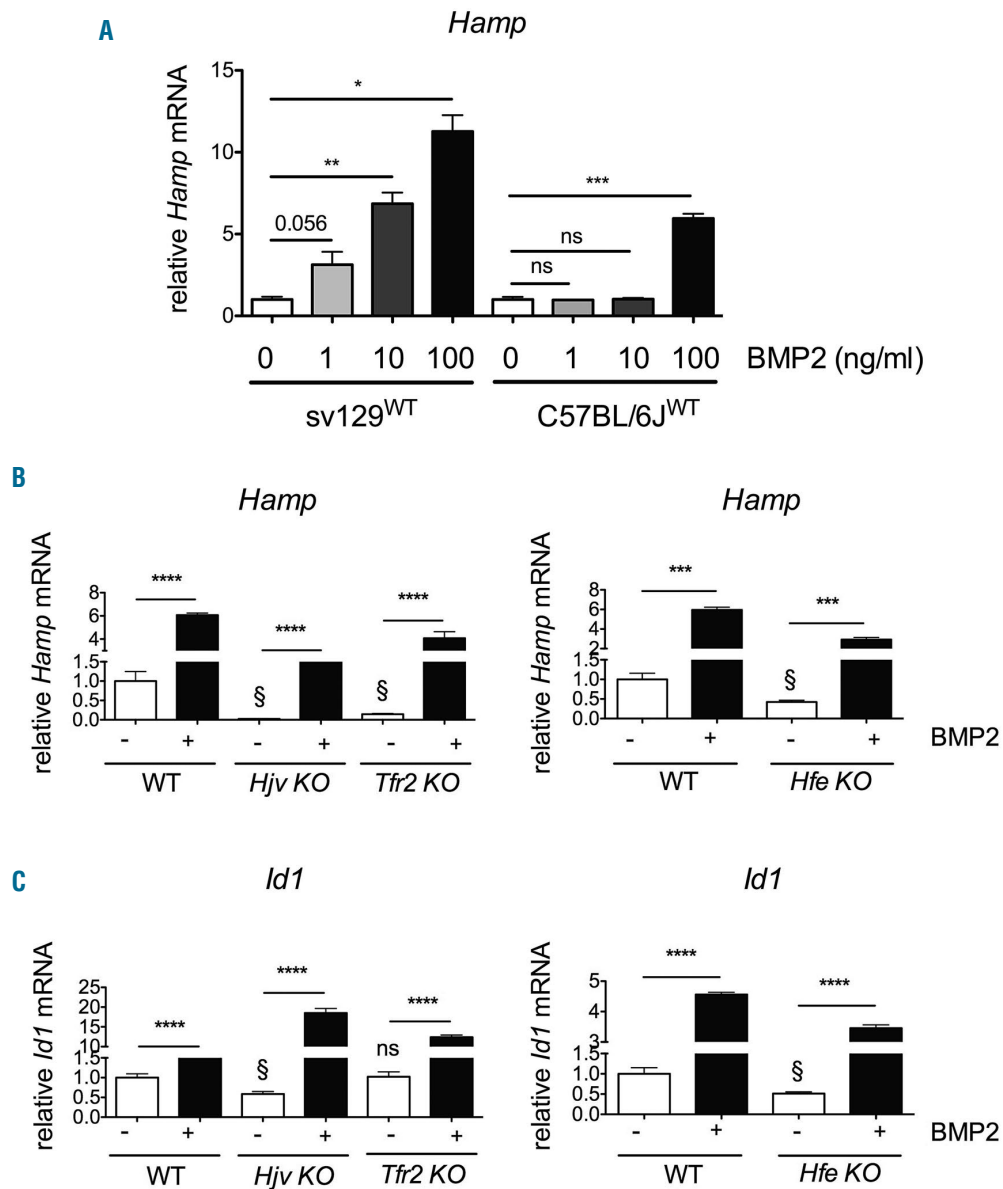 A
Hamp
relative Hamp mRNA
15
10
5
0
*
**
0.056
***
ns
ns
0 1 10 100 0 1 10 100 BMP2 (ng/ml)
sv129WT C57BL/6JWT
B
Hamp
relative Hamp mRNA
8
6
4
2
1.5
1.0
0.5
0.0
**** **** ****
§ §
- + - + - +
WT Hjv KO Tfr2 KO
Hamp
relative Hamp mRNA
8
6
4
2
1.5
1.0
0.5
0.0
*** ***
§
- + - + BMP2
WT Hfe KO
C
Id1
relative Id1 mRNA
25
20
15
10
1.5
1.0
0.5
0.0
**** **** ****
§ ns
- + - + - +
WT Hjv KO Tfr2 KO
Id1
relative Id1 mRNA
5
4
3
1.5
1.0
0.5
0.0
**** ****
§
- + - + BMP2
WT Hfe KO